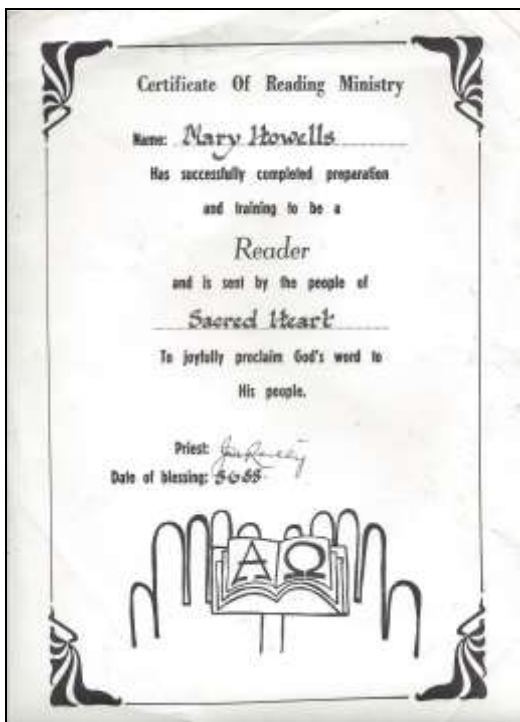 Certificate Of Reading Ministry
Name: Mary Howells
Has successfully completed preparation
and training to be a
Reader
and is sent by the people of
Sacred Heart
To joyfully proclaim God's word to
His people.
Priest:
Date of blessing:
Α Ω